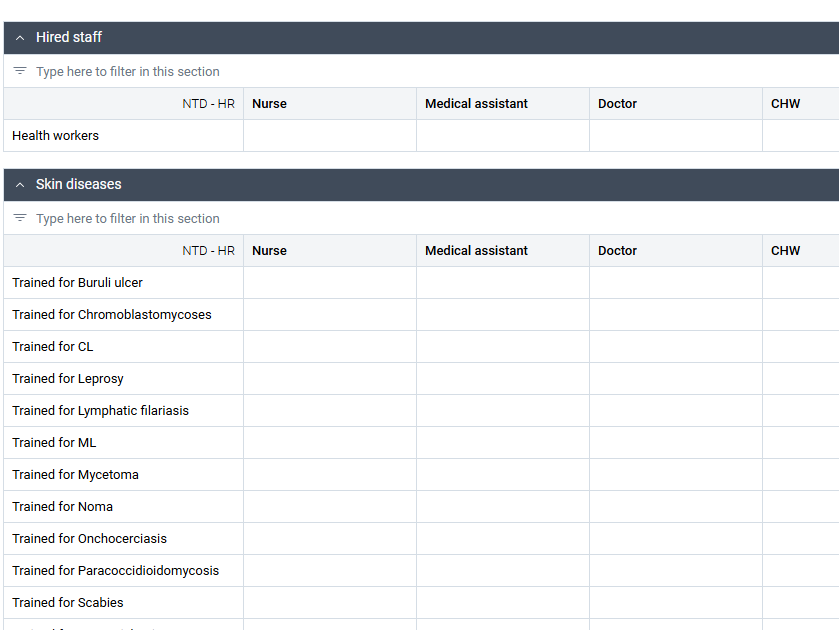 Hired staff
Type here to filter in this section
NTD - HR Nurse Medical assistant Doctor CHW
Health workers
Skin diseases
Type here to filter in this section
NTD - HR Nurse Medical assistant Doctor CHW
Trained for Buruli ulcer
Trained for Chromoblastomycoses
Trained for CL
Trained for Leprosy
Trained for Lymphatic filariasis
Trained for ML
Trained for Mycetoma
Trained for Noma
Trained for Onchocerciasis
Trained for Paracoccidioidomycosis
Trained for Scabies